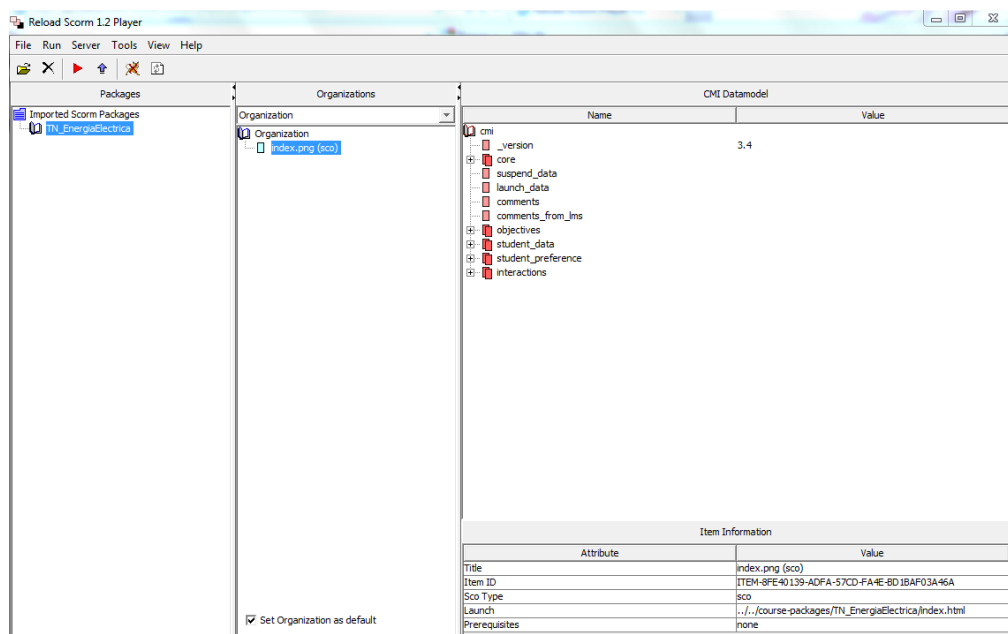 Reload Scorm 1.2 Player
File Run Server Tools View Help
Packages
Organizations
CMI Datamodel
Imported Scorm Packages
TN_EnergiaElectrica
Organization
Organization
index.png (sco)
Name Value
cmi
_version 3.4
core
suspend_data
launch_data
comments
comments_from_lms
objectives
student_data
student_preference
interactions
Set Organization as default
Item Information
Attribute Value
Title index.png (sco)
Item ID ITEM-8FE40139-ADFA-57CD-FA4E-BD1BAF03A46A
Sco Type sco
Launch ../../course-packages/TN_EnergiaElectrica/index.html
Prerequisites none